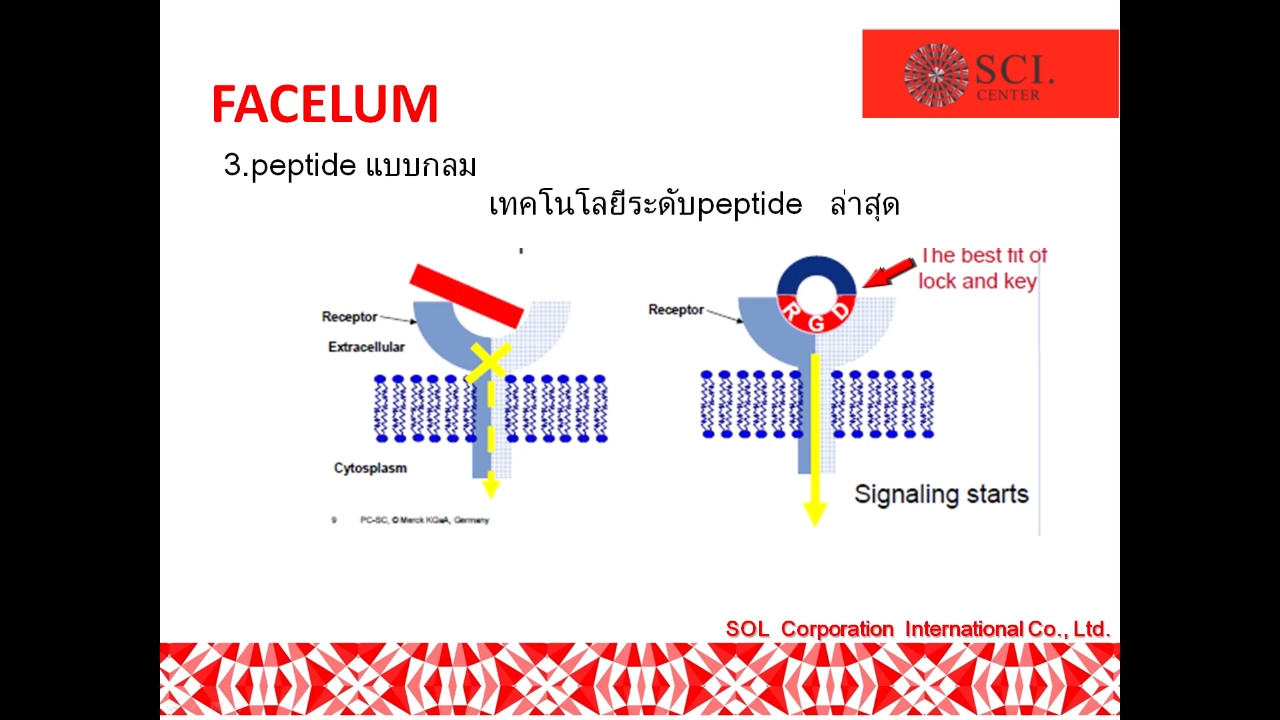 SCI.
CENTER
FACELUM
3.peptide แบบกลม
เทคโนโลยีระดับpeptide ล่าสุด
Receptor
Extracellular
Cytosplasm
9 PC-SC, © Merck KGaA, Germany
The best fit of
lock and key
Receptor
R G D
Signaling starts
SOL Corporation International Co., Ltd.